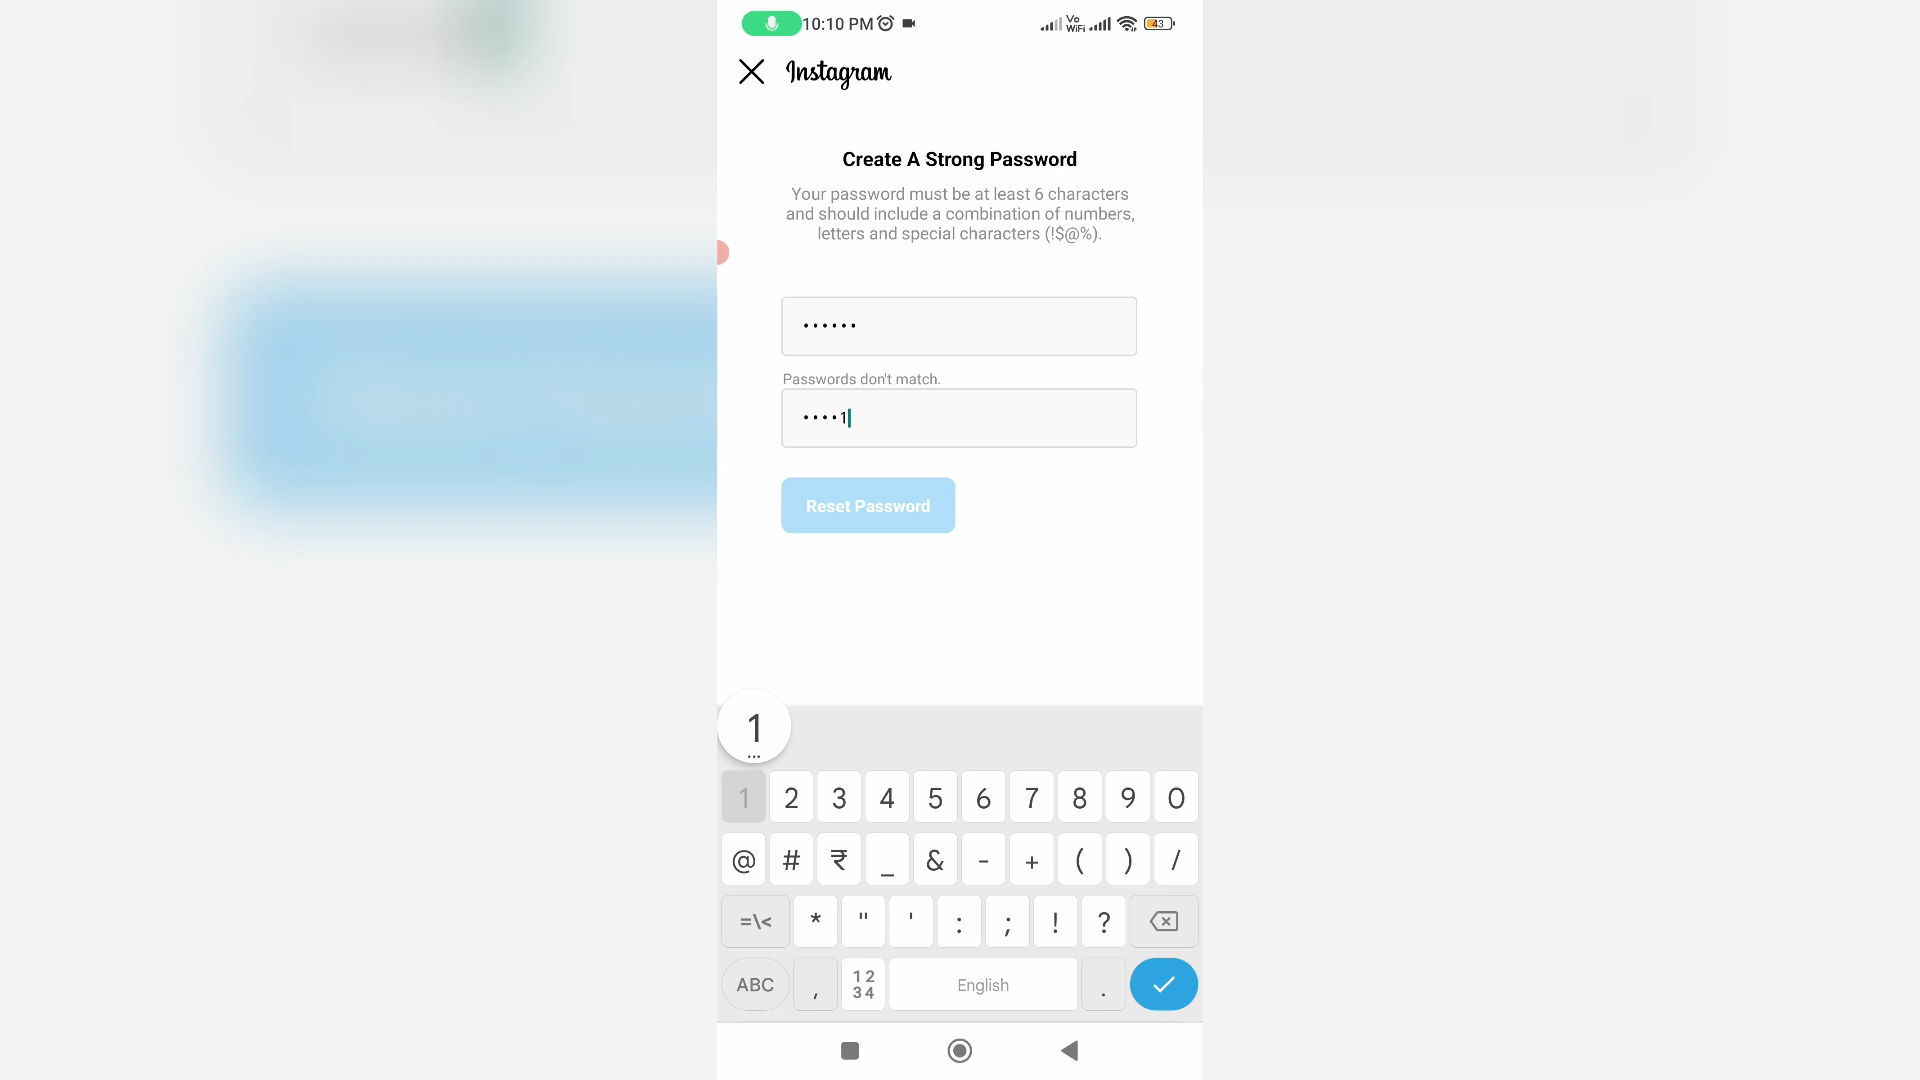 10:10 PM
Vo
WiFi
43
Instagram
Create A Strong Password
Your password must be at least 6 characters
and should include a combination of numbers,
letters and special characters (!$@%).
••••••
Passwords don't match.
••••1
Reset Password
1
...
1 2 3 4 5 6 7 8 9 0
@ # ₹ _ & - + ( ) /
=\< * " ' : ; ! ?
ABC , 12 34 English .